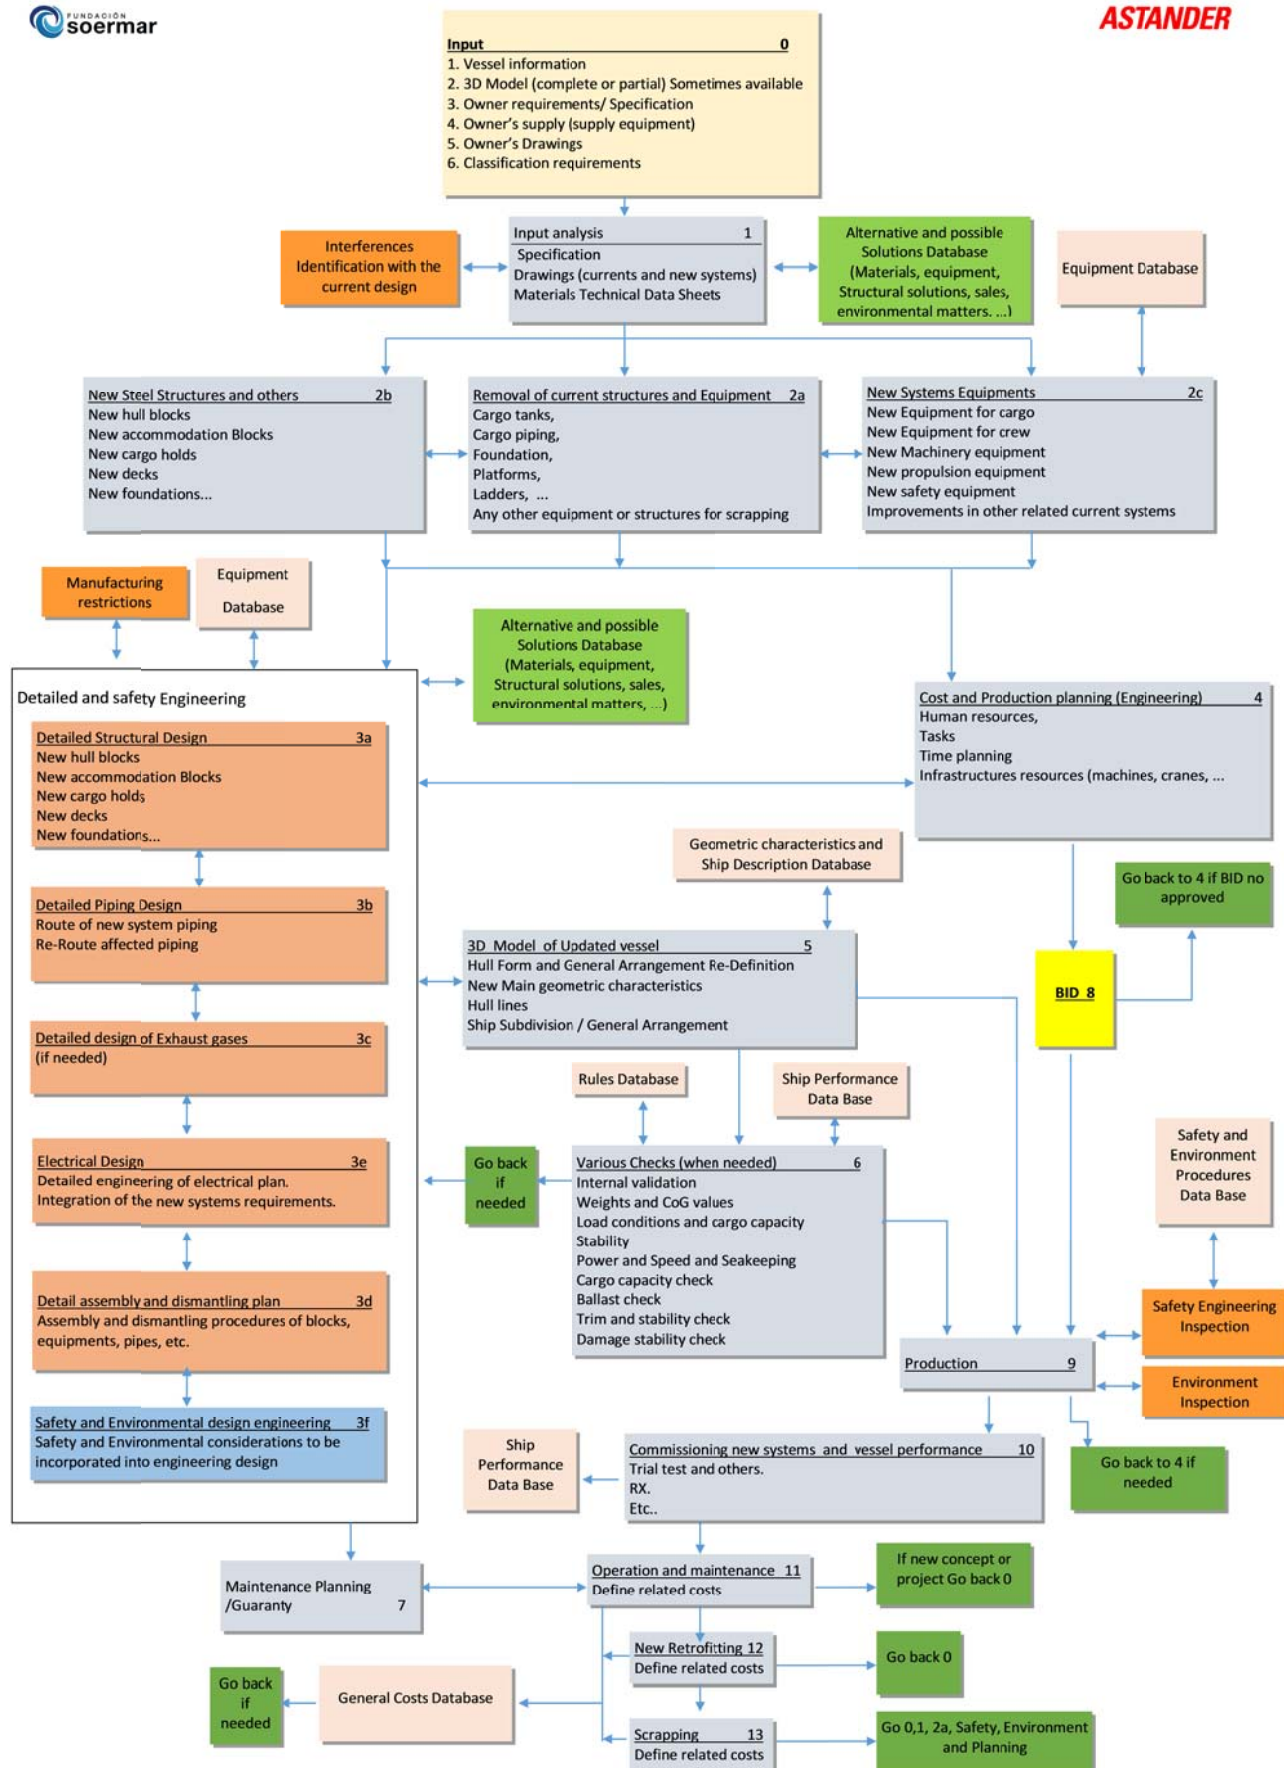 FUNDACIÓN
soermar
ASTANDER
Input 0
1. Vessel information
2. 3D Model (complete or partial) Sometimes available
3. Owner requirements/ Specification
4. Owner's supply (supply equipment)
5. Owner's Drawings
6. Classification requirements
Interferences
Identification with the
current design
Input analysis 1
Specification
Drawings (currents and new systems)
Materials Technical Data Sheets
Alternative and possible
Solutions Database
(Materials, equipment,
Structural solutions, sales,
environmental matters. ...)
Equipment Database
New Steel Structures and others 2b
New hull blocks
New accommodation Blocks
New cargo holds
New decks
New foundations...
Removal of current structures and Equipment 2a
Cargo tanks,
Cargo piping,
Foundation,
Platforms,
Ladders, ...
Any other equipment or structures for scrapping
New Systems Equipments 2c
New Equipment for cargo
New Equipment for crew
New Machinery equipment
New propulsion equipment
New safety equipment
Improvements in other related current systems
Manufacturing
restrictions
Equipment
Database
Alternative and possible
Solutions Database
(Materials, equipment,
Structural solutions, sales,
environmental matters, ...)
Detailed and safety Engineering
Detailed Structural Design 3a
New hull blocks
New accommodation Blocks
New cargo holds
New decks
New foundations...
Cost and Production planning (Engineering) 4
Human resources,
Tasks
Time planning
Infrastructures resources (machines, cranes, ...
Geometric characteristics and
Ship Description Database
Go back to 4 if BID no
approved
Detailed Piping Design 3b
Route of new system piping
Re-Route affected piping
3D Model of Updated vessel 5
Hull Form and General Arrangement Re-Definition
New Main geometric characteristics
Hull lines
Ship Subdivision / General Arrangement
BID 8
Detailed design of Exhaust gases 3c
(if needed)
Rules Database
Ship Performance
Data Base
Electrical Design 3e
Detailed engineering of electrical plan.
Integration of the new systems requirements.
Go back
if
needed
Various Checks (when needed) 6
Internal validation
Weights and CoG values
Load conditions and cargo capacity
Stability
Power and Speed and Seakeeping
Cargo capacity check
Ballast check
Trim and stability check
Damage stability check
Safety and
Environment
Procedures
Data Base
Detail assembly and dismantling plan 3d
Assembly and dismantling procedures of blocks,
equipments, pipes, etc.
Safety Engineering
Inspection
Production 9
Environment
Inspection
Safety and Environmental design engineering 3f
Safety and Environmental considerations to be
incorporated into engineering design
Ship
Performance
Data Base
Commissioning new systems and vessel performance 10
Trial test and others.
RX.
Etc..
Go back to 4 if
needed
Maintenance Planning
/Guaranty 7
Operation and maintenance 11
Define related costs
If new concept or
project Go back 0
New Retrofitting 12
Define related costs
Go back 0
Go back
if
needed
General Costs Database
Scrapping 13
Define related costs
Go 0,1, 2a, Safety, Environment
and Planning